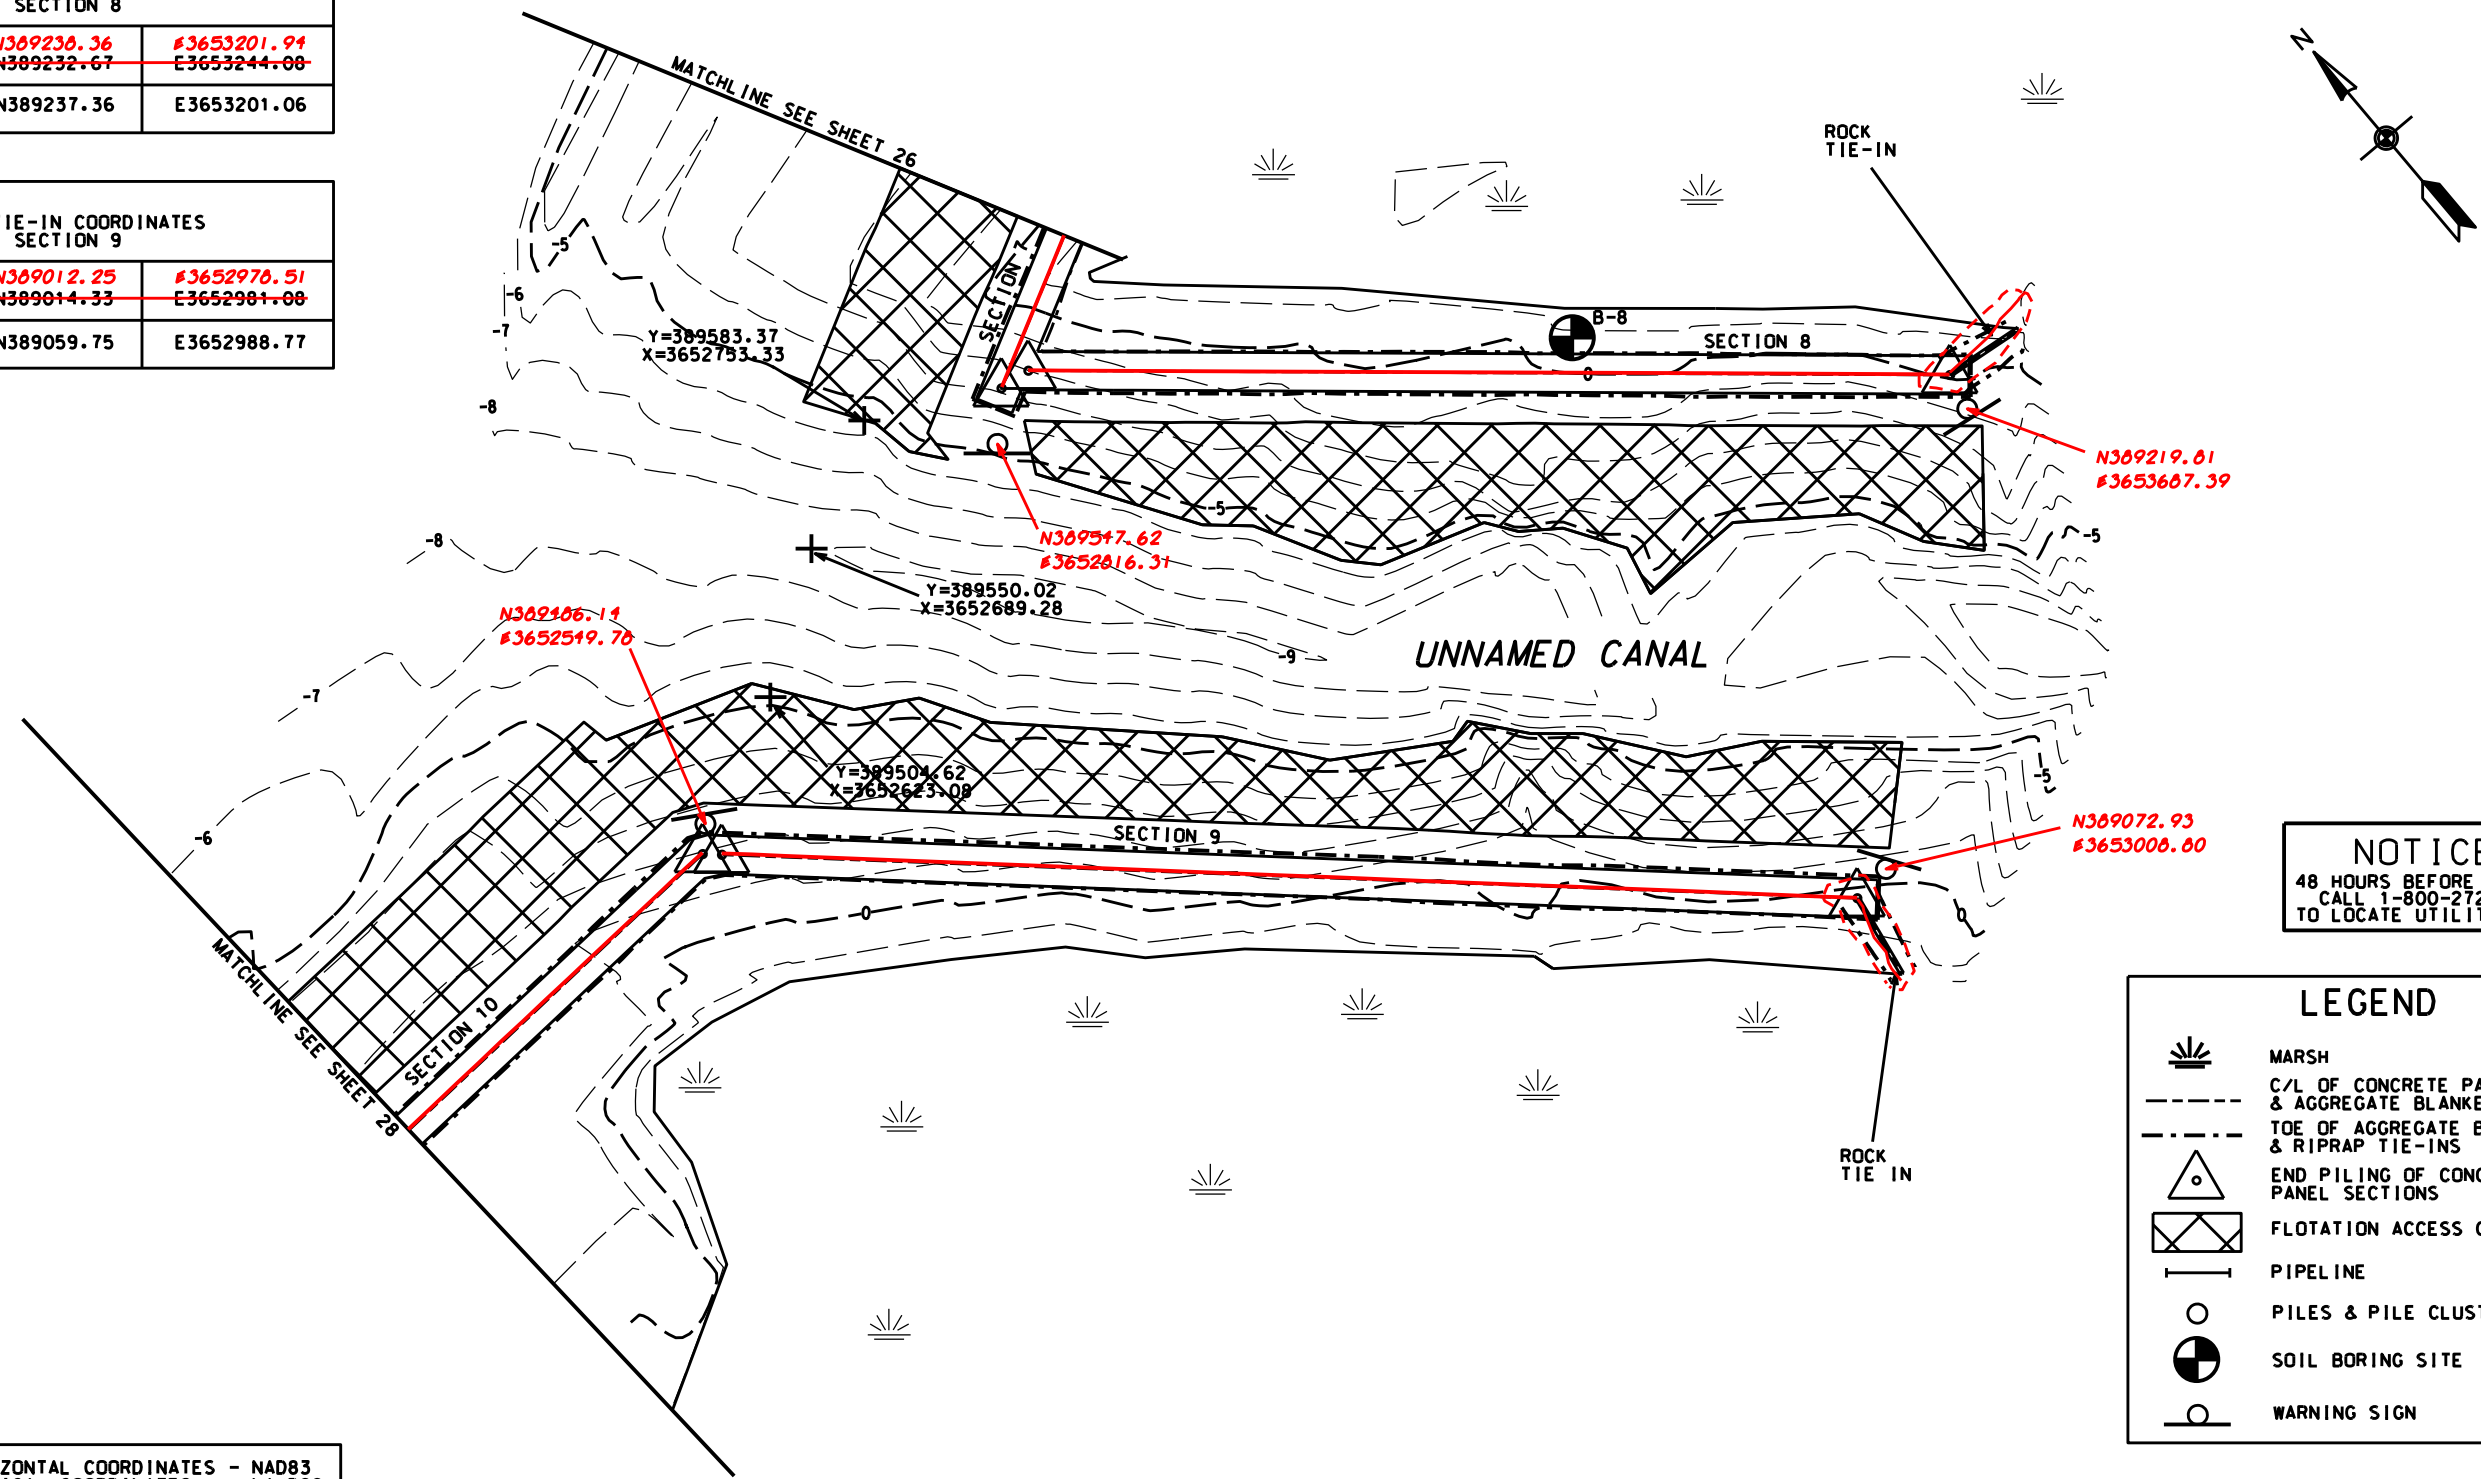 SECTION 8
N389238.36 E3653201.94
N389232.67 E3653244.08
N389237.36 E3653201.06
TIE-IN COORDINATES
SECTION 9
N389012.25 E3652978.51
N389014.33 E3652981.08
N389059.75 E3652988.77
MATCHLINE SEE SHEET 26
N
ROCK
TIE-IN
-5
-6
-7
-8
SECTION 7
Y=389583.37
X=3652753.33
B-8
SECTION 8
0
N389219.81
E3653687.39
-5
-5
N389547.62
E3652816.31
-8
Y=389550.02
X=3652689.28
N389486.14
E3652549.78
UNNAMED CANAL
-9
-7
-6
Y=389504.62
X=3652623.08
-5
SECTION 9
N389072.93
E3653008.80
0
0
MATCHLINE SEE SHEET 28
SECTION 10
ROCK
TIE IN
NOTICE
48 HOURS BEFORE
CALL 1-800-272
TO LOCATE UTILIT
LEGEND
MARSH
C/L OF CONCRETE PA
& AGGREGATE BLANKE
TOE OF AGGREGATE B
& RIPRAP TIE-INS
END PILING OF CONC
PANEL SECTIONS
FLOTATION ACCESS C
PIPELINE
PILES & PILE CLUST
SOIL BORING SITE
WARNING SIGN
ZONTAL COORDINATES - NAD83